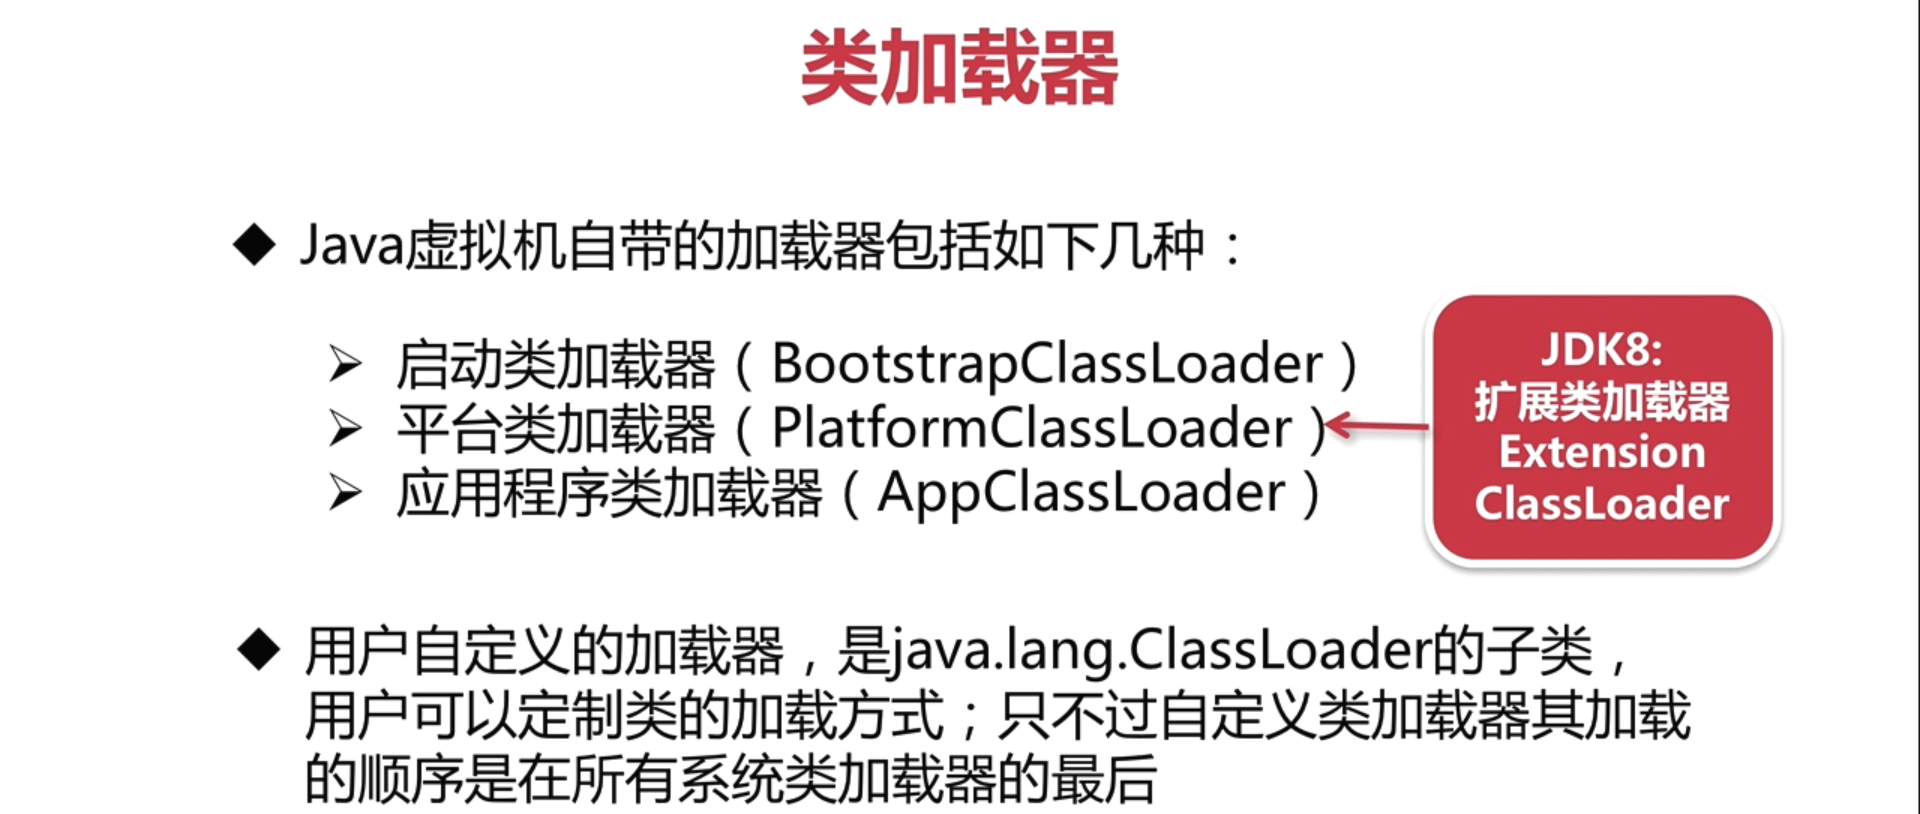 类加载器
Java虚拟机自带的加载器包括如下几种：
启动类加载器（BootstrapClassLoader）
平台类加载器（PlatformClassLoader）
应用程序类加载器（AppClassLoader）
JDK8:
扩展类加载器
Extension
ClassLoader
用户自定义的加载器，是java.lang.ClassLoader的子类，
用户可以定制类的加载方式；只不过自定义类加载器其加载
的顺序是在所有系统类加载器的最后